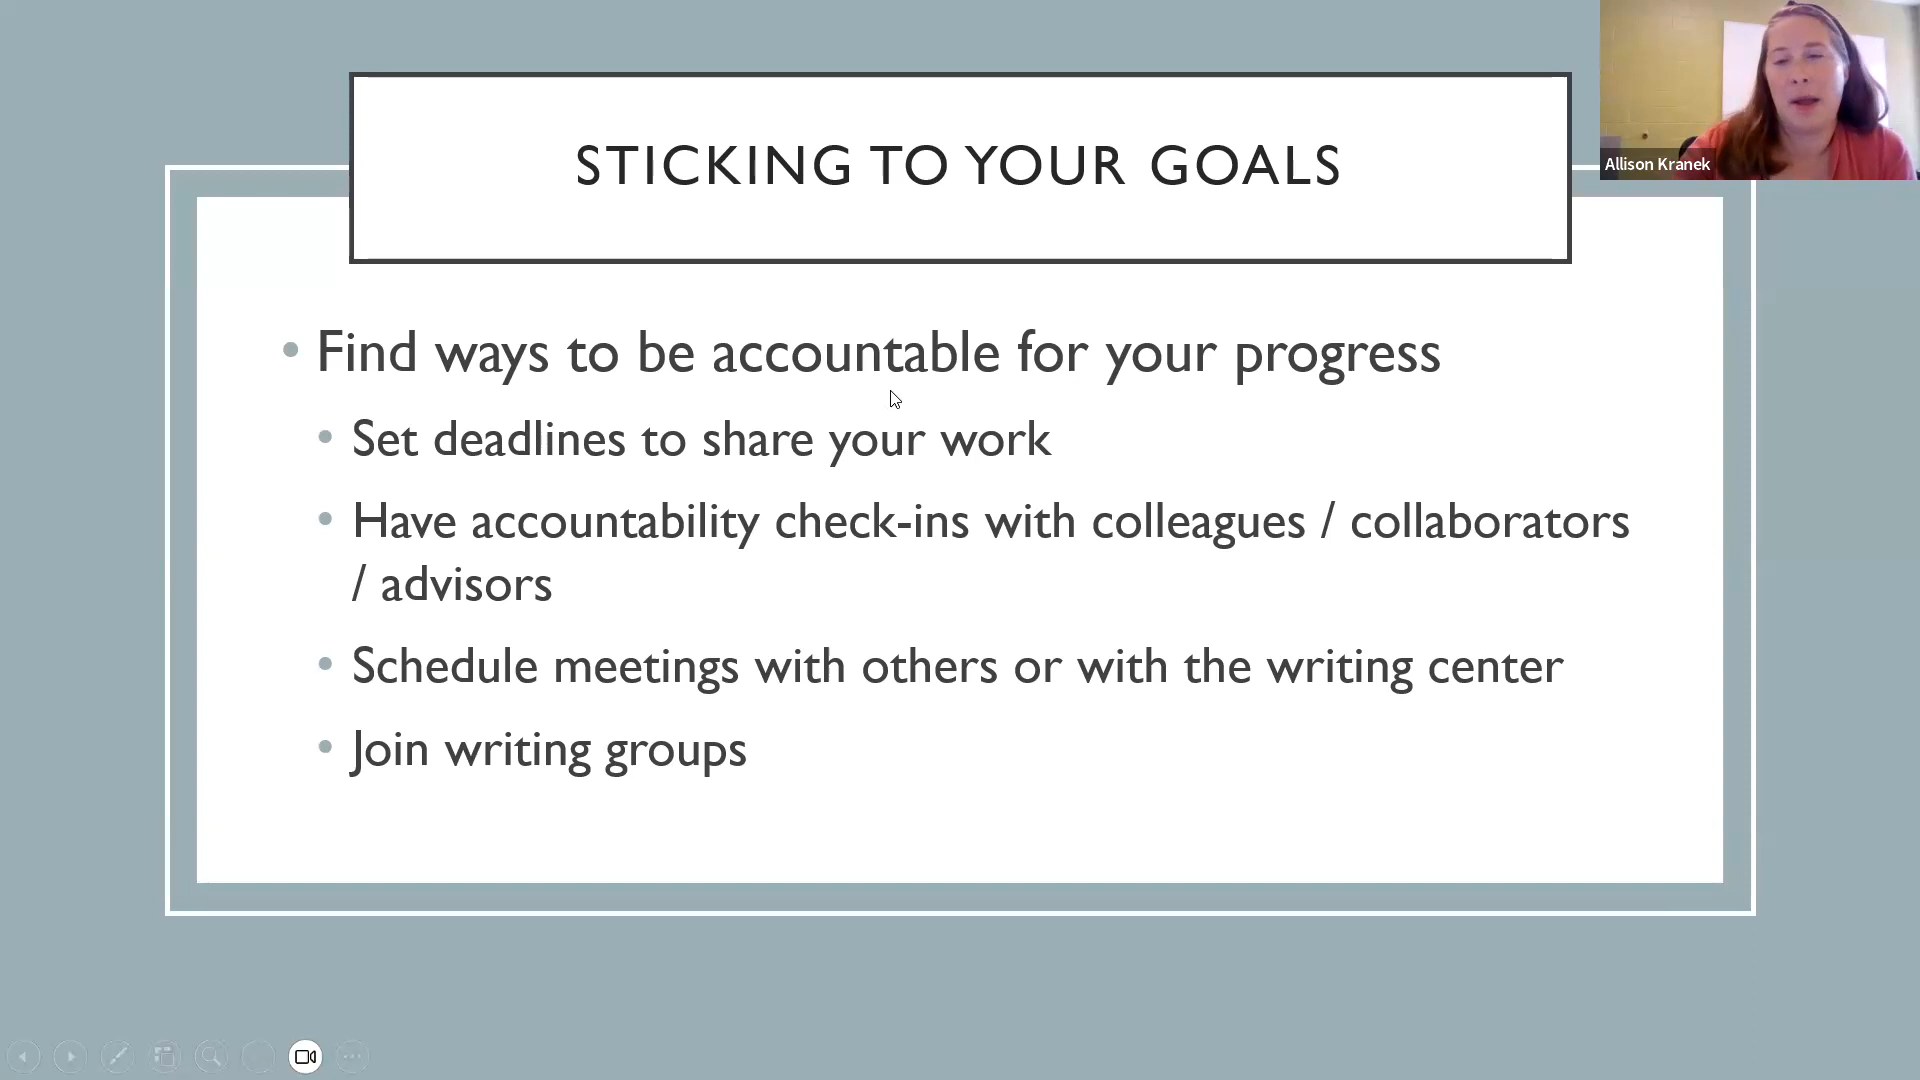 STICKING TO YOUR GOALS
Allison Kranek
• Find ways to be accountable for your progress
• Set deadlines to share your work
• Have accountability check-ins with colleagues / collaborators
/ advisors
• Schedule meetings with others or with the writing center
• Join writing groups